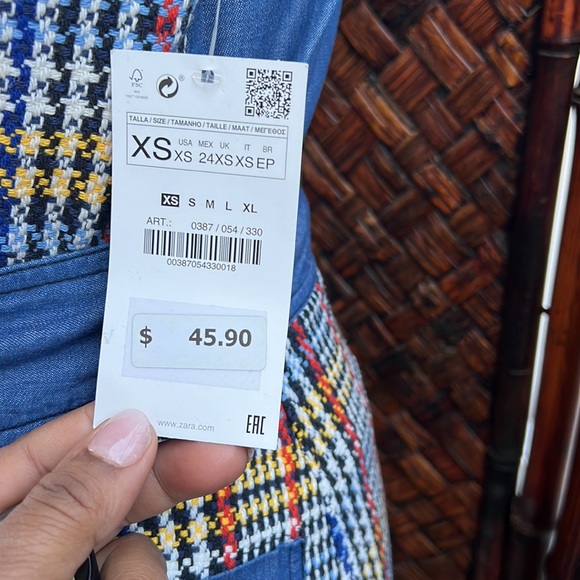 FSC
TALLA / SIZE / TAMANHO / TAILLE / MAAT / ΜΕΓΕΘΟΣ
XS USA MEX UK IT BR
XS 24 XS XS EP
XS S M L XL
ART.: 0387 / 054 / 330
00387054330018
$ 45.90
www.zara.com
EAC